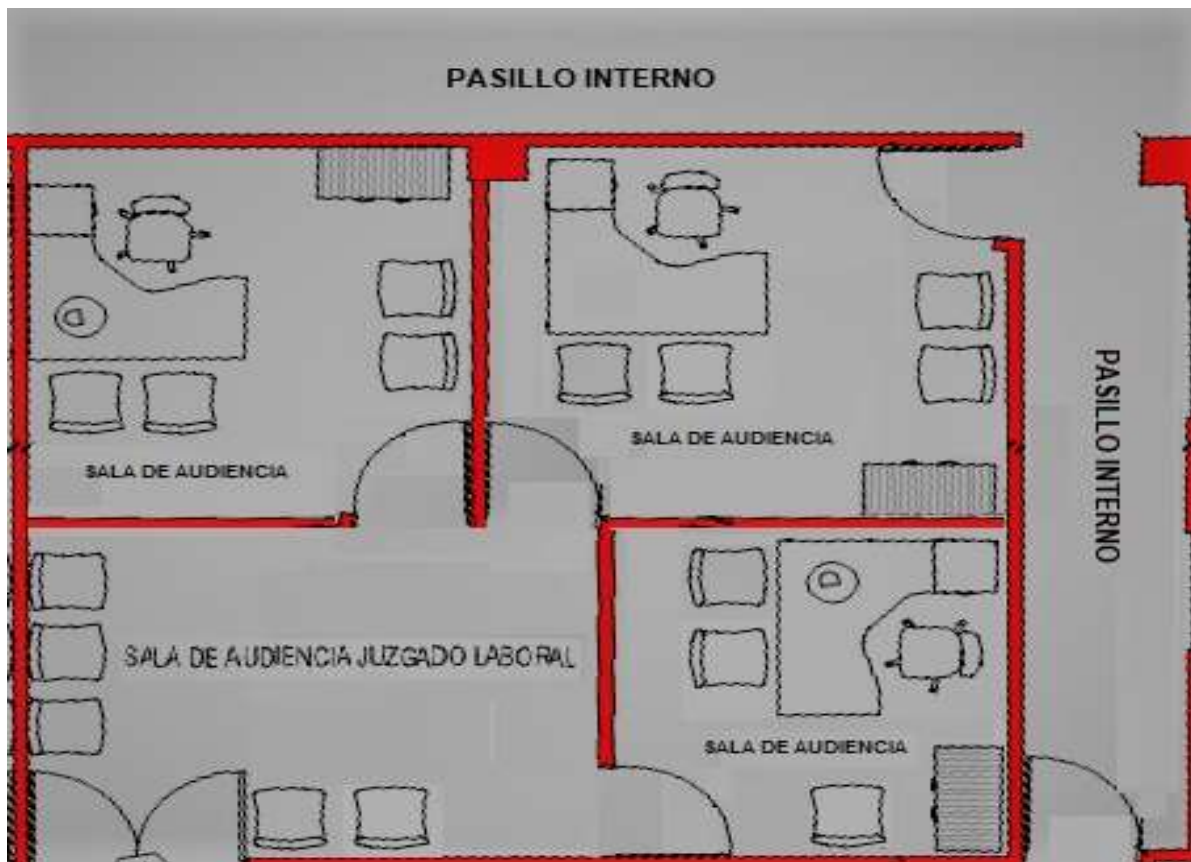 PASILLO INTERNO
SALA DE AUDIENCIA
SALA DE AUDIENCIA
PASILLO INTERNO
SALA DE AUDIENCIA JUZGADO LABORAL
SALA DE AUDIENCIA